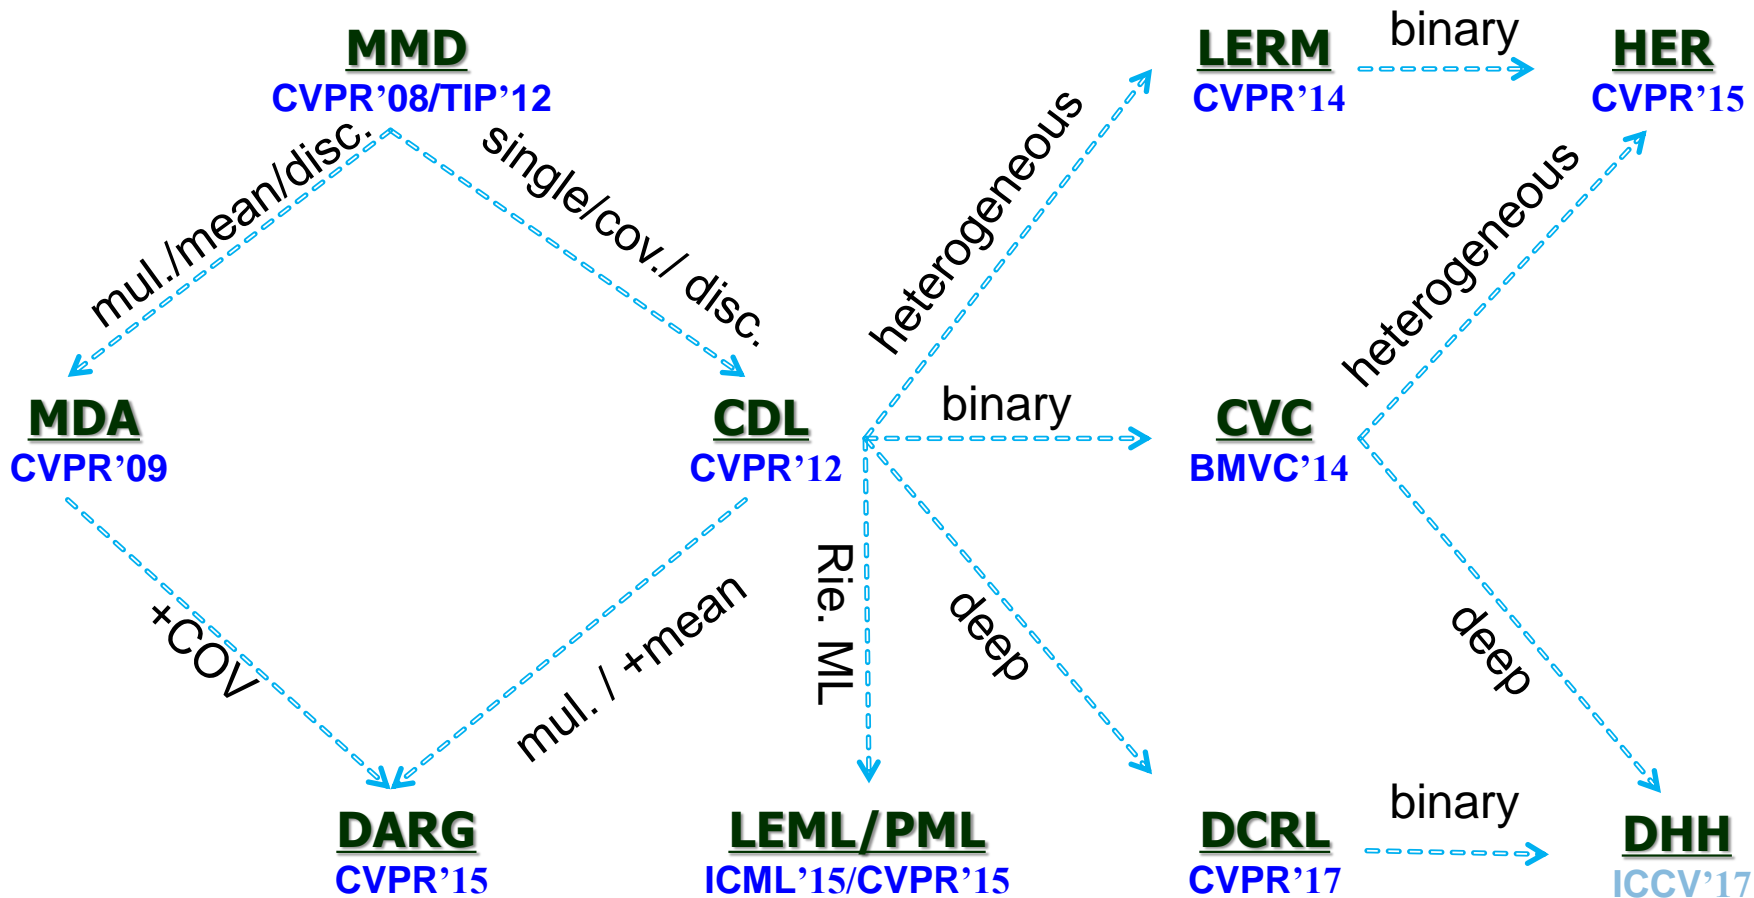 MMD
CVPR’08/TIP’12
LERM
CVPR’14
binary
HER
CVPR’15
mul./mean/disc.
single/cov./ disc.
heterogeneous
heterogeneous
MDA
CVPR’09
CDL
CVPR’12
binary
CVC
BMVC’14
+COV
mul. / +mean
Rie. ML
deep
deep
DARG
CVPR’15
LEML/PML
ICML’15/CVPR’15
DCRL
CVPR’17
binary
DHH
ICCV’17